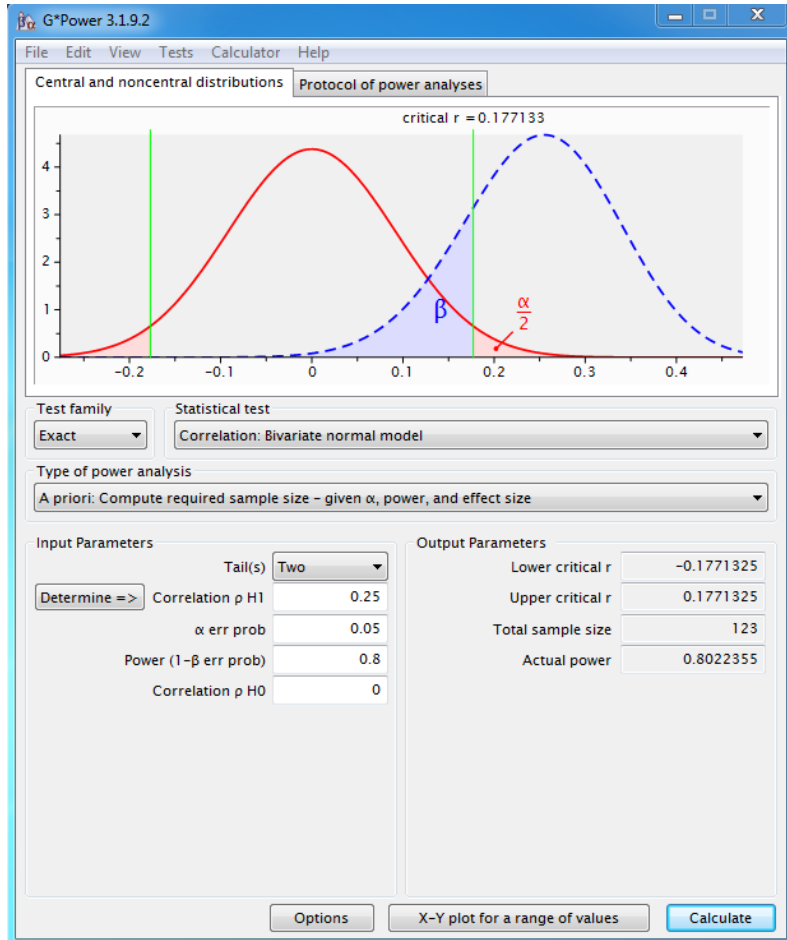 βα G*Power 3.1.9.2
File Edit View Tests Calculator Help
Central and noncentral distributions Protocol of power analyses
critical r = 0.177133
4
3
2
1
0
β
α
2
-0.2 -0.1 0 0.1 0.2 0.3 0.4
Test family Statistical test
Exact Correlation: Bivariate normal model
Type of power analysis
A priori: Compute required sample size – given α, power, and effect size
Input Parameters Output Parameters
Tail(s) Two Lower critical r -0.1771325
Determine => Correlation ρ H1 0.25 Upper critical r 0.1771325
α err prob 0.05 Total sample size 123
Power (1-β err prob) 0.8 Actual power 0.8022355
Correlation ρ H0 0
Options X-Y plot for a range of values Calculate